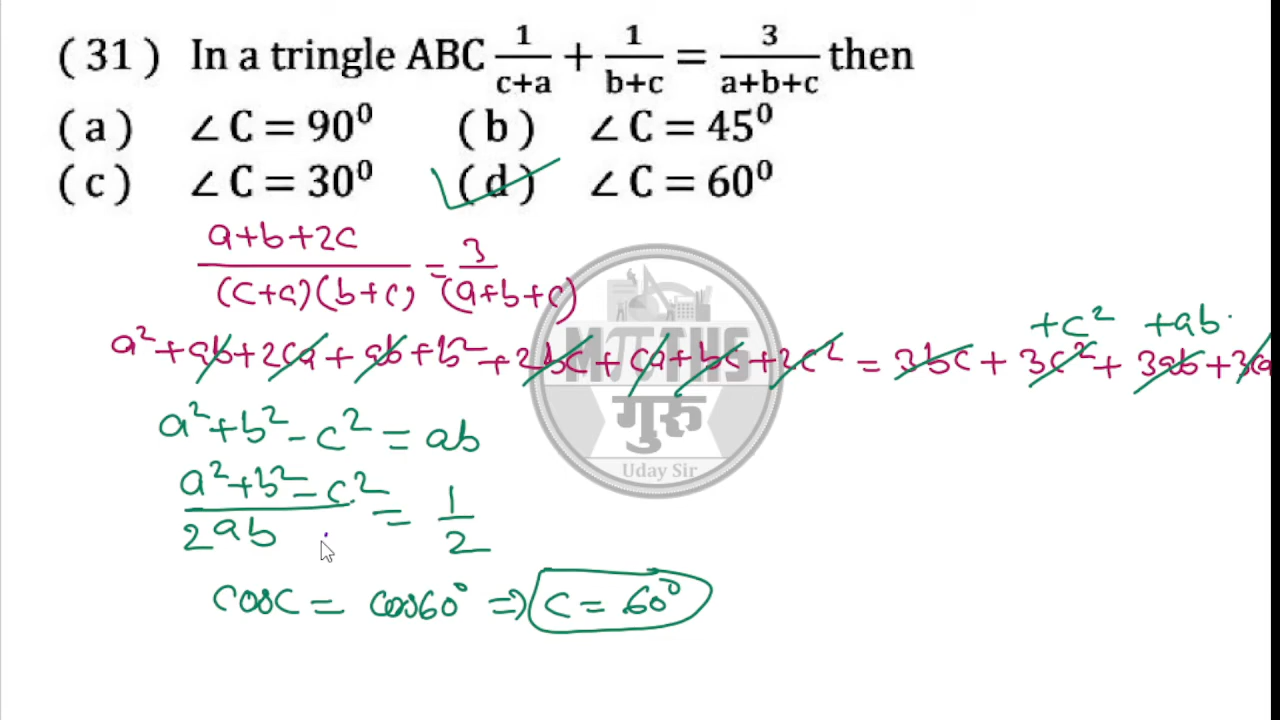 ( 31 ) In a tringle ABC 1/(c+a) + 1/(b+c) = 3/(a+b+c) then
( a ) ∠C = 90⁰ ( b ) ∠C = 45⁰
( c ) ∠C = 30⁰ ( d ) ∠C = 60⁰
(a+b+2c)/((c+a)(b+c)) = 3/(a+b+c)
+c² +ab
a² + ab + 2ca + ab + b² + 2bc + ca + bc + 2c² = 3bc + 3c² + 3ab + 3ca
a² + b² - c² = ab
(a² + b² - c²)/(2ab) = 1/2
cosC = cos60° ⇒ C = 60°
MATHS
गुरु
Uday Sir